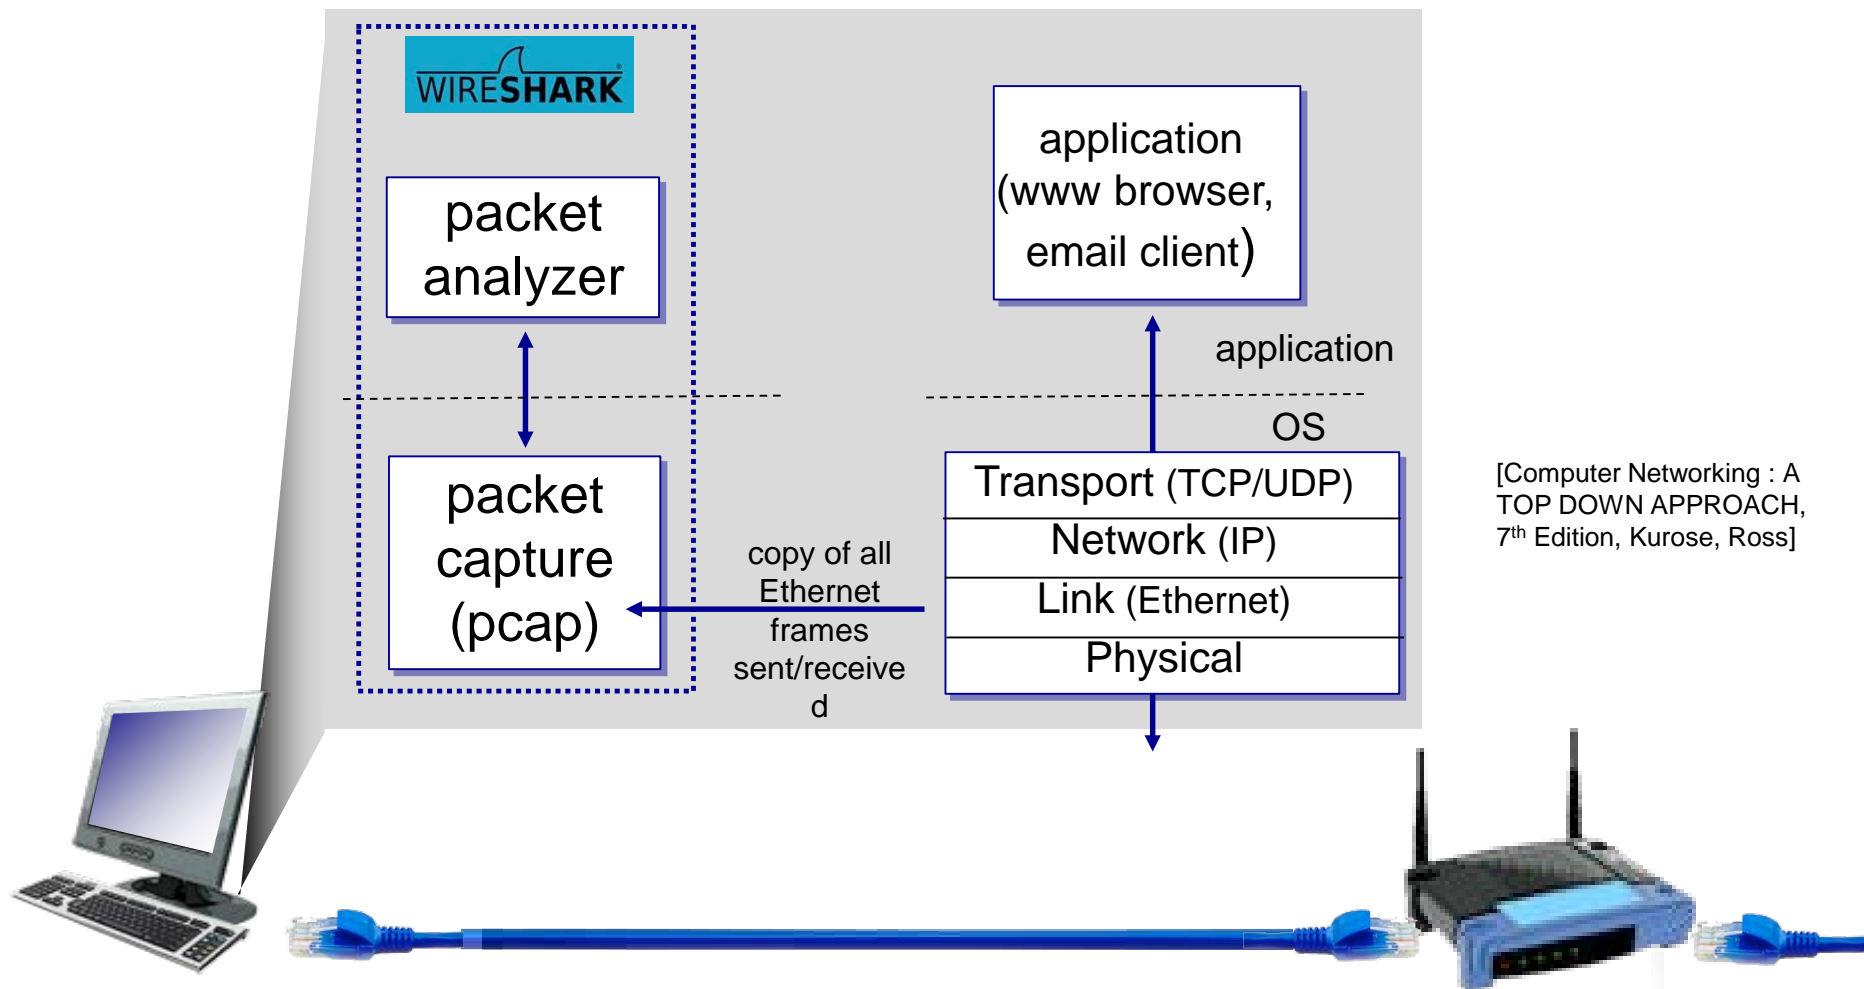 WIRESHARK®
packet
analyzer
packet
capture
(pcap)
copy of all
Ethernet
frames
sent/receive
d
application
(www browser,
email client)
application
OS
Transport (TCP/UDP)
Network (IP)
Link (Ethernet)
Physical
[Computer Networking : A
TOP DOWN APPROACH,
7th Edition, Kurose, Ross]